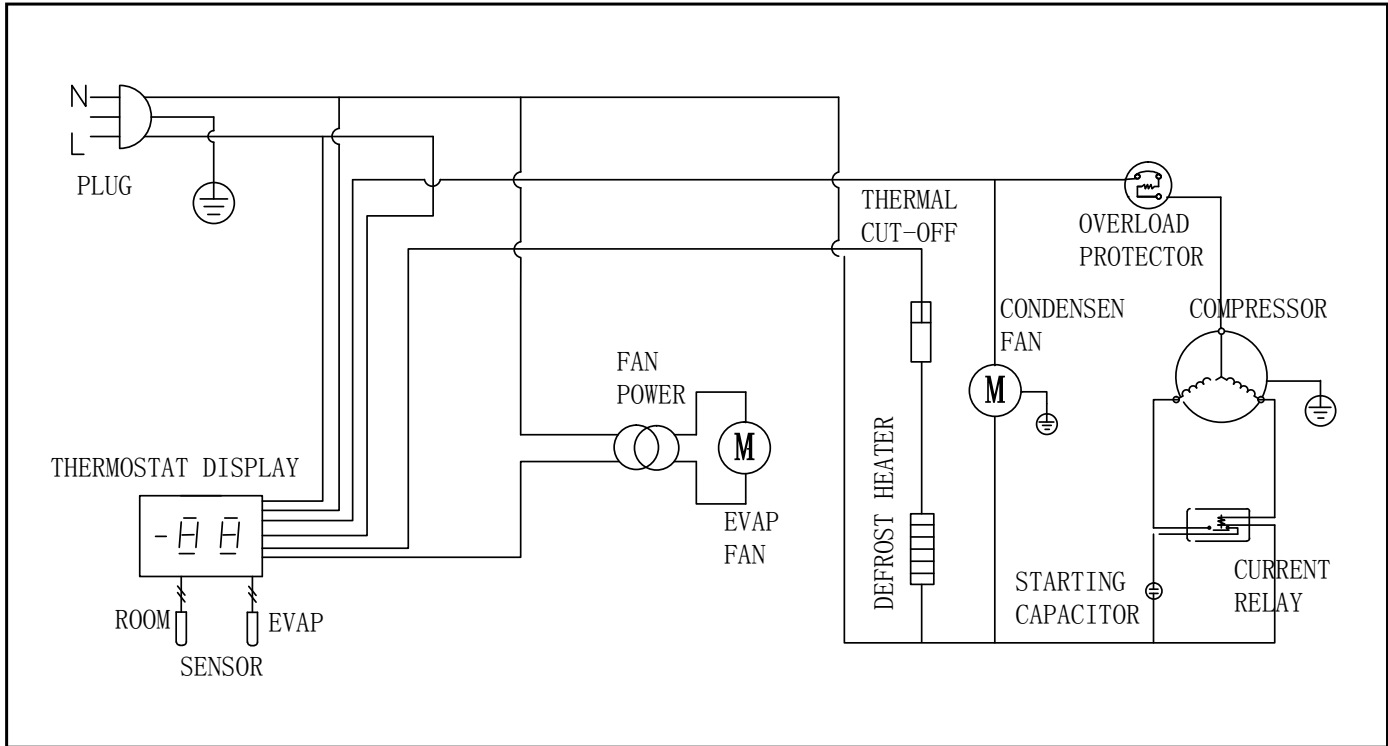 N
L
PLUG
THERMAL
CUT-OFF
OVERLOAD
PROTECTOR
CONDENSEN
FAN
COMPRESSOR
FAN
POWER
M
M
THERMOSTAT DISPLAY
-88
EVAP
FAN
DEFROST HEATER
STARTING
CAPACITOR
CURRENT
RELAY
ROOM
EVAP
SENSOR